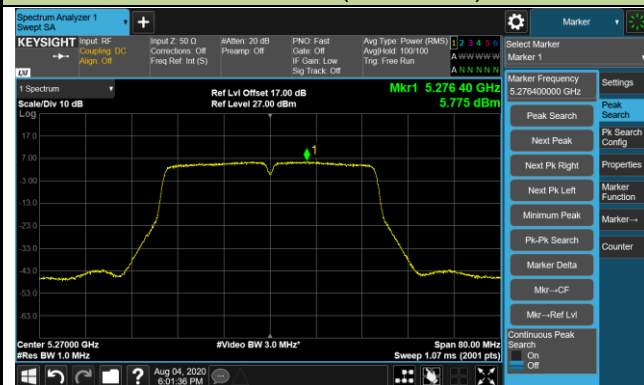 Spectrum Analyzer 1
Swept SA
Marker
KEYSIGHT
Input: RF
Coupling: DC
Align: Off
Input Z: 50 Ω
Corrections: Off
Freq Ref: Int (S)
#Atten: 20 dB
Preamp: Off
PNO: Fast
Gate: Off
IF Gain: Low
Sig Track: Off
Avg Type: Power (RMS)
Avg|Hold: 100/100
Trig: Free Run
1 2 3 4 5 6
A W W W W W
A N N N N N
LXI
Select Marker
Marker 1
1 Spectrum
Scale/Div 10 dB
Log
Ref Lvl Offset 17.00 dB
Ref Level 27.00 dBm
Mkr1 5.276 40 GHz
5.775 dBm
17.0
7.00
-3.00
-13.0
-23.0
-33.0
-43.0
-53.0
-63.0
1
Center 5.27000 GHz
#Res BW 1.0 MHz
#Video BW 3.0 MHz*
Span 80.00 MHz
Sweep 1.07 ms (2001 pts)
Marker Frequency
5.276400000 GHz
Peak Search
Next Peak
Next Pk Right
Next Pk Left
Minimum Peak
Pk-Pk Search
Marker Delta
Mkr→CF
Mkr→Ref Lvl
Continuous Peak
Search
On
Off
Settings
Peak
Search
Pk Search
Config
Properties
Marker
Function
Marker→
Counter
Aug 04, 2020
6:01:36 PM